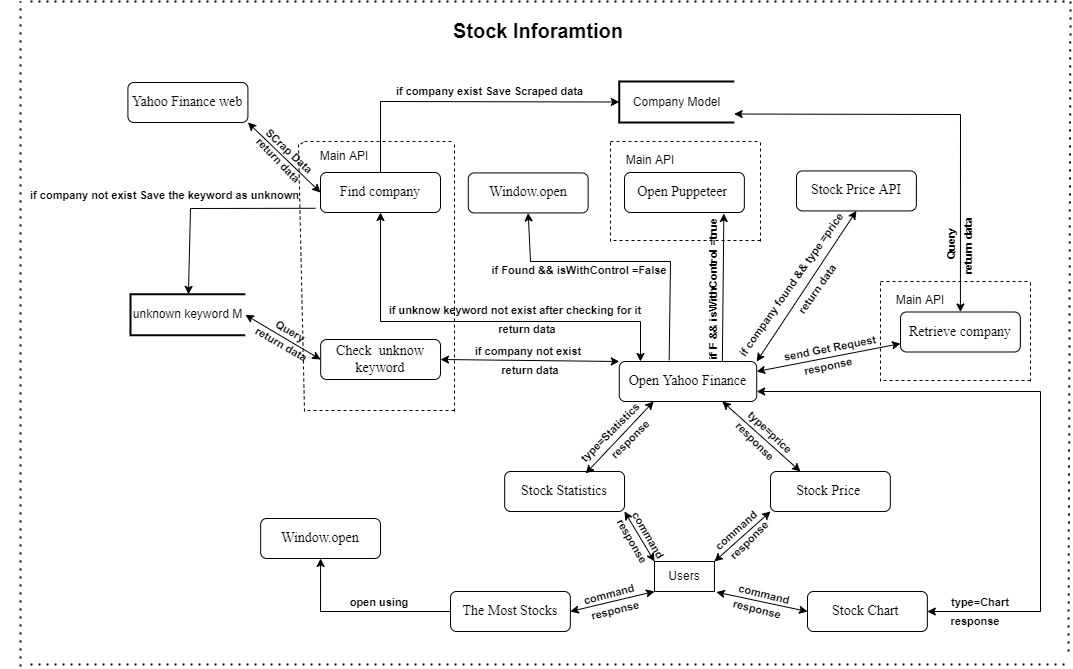 Stock Inforamtion
if company exist Save Scraped data
Yahoo Finance web
Company Model
SCrap Data
return data
Main API
Main API
Find company
Window.open
Open Puppeteer
Stock Price API
if company not exist Save the keyword as unknown
if Found && isWithControl =False
if F && isWithControl =true
if company found && type =price
return data
Query
return data
Main API
unknown keyword M
Query
return data
if unknow keyword not exist after checking for it
return data
Retrieve company
Check unknow
keyword
if company not exist
return data
send Get Request
response
Open Yahoo Finance
type=Statistics
response
type=price
response
Stock Statistics
Stock Price
command
response
command
response
Window.open
Users
open using
The Most Stocks
command
response
command
response
Stock Chart
type=Chart
response